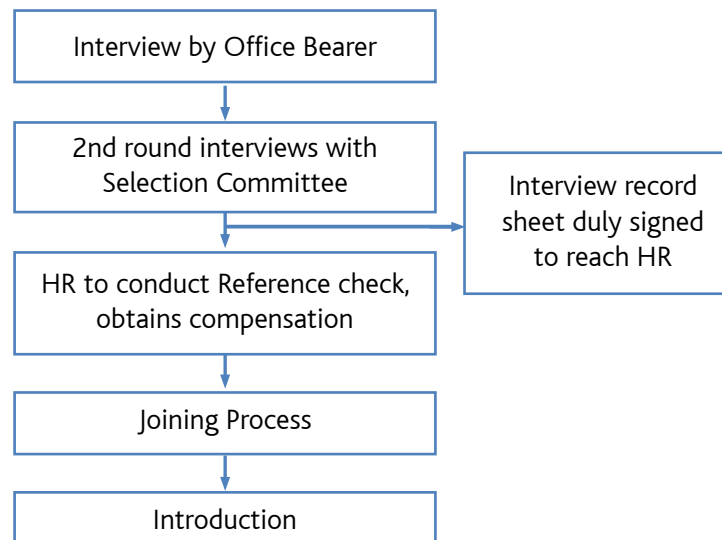 Interview by Office Bearer
2nd round interviews with
Selection Committee
Interview record
sheet duly signed
to reach HR
HR to conduct Reference check,
obtains compensation
Joining Process
Introduction